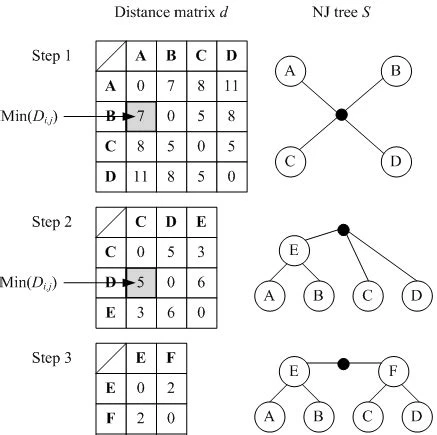 Distance matrix d NJ tree S
Step 1
A B C D
A 0 7 8 11
Min(Di,j) B 7 0 5 8
C 8 5 0 5
D 11 8 5 0
A B
C D
Step 2
C D E
C 0 5 3
Min(Di,j) D 5 0 6
E 3 6 0
E
A B C D
Step 3
E F
E 0 2
F 2 0
E F
A B C D